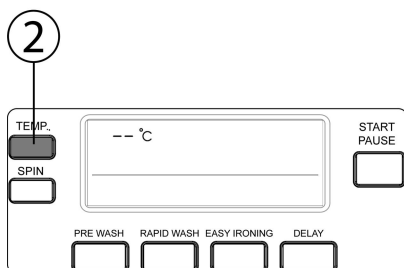 2
TEMP.,
-- °C
START
PAUSE
SPIN
PRE WASH RAPID WASH EASY IRONING DELAY